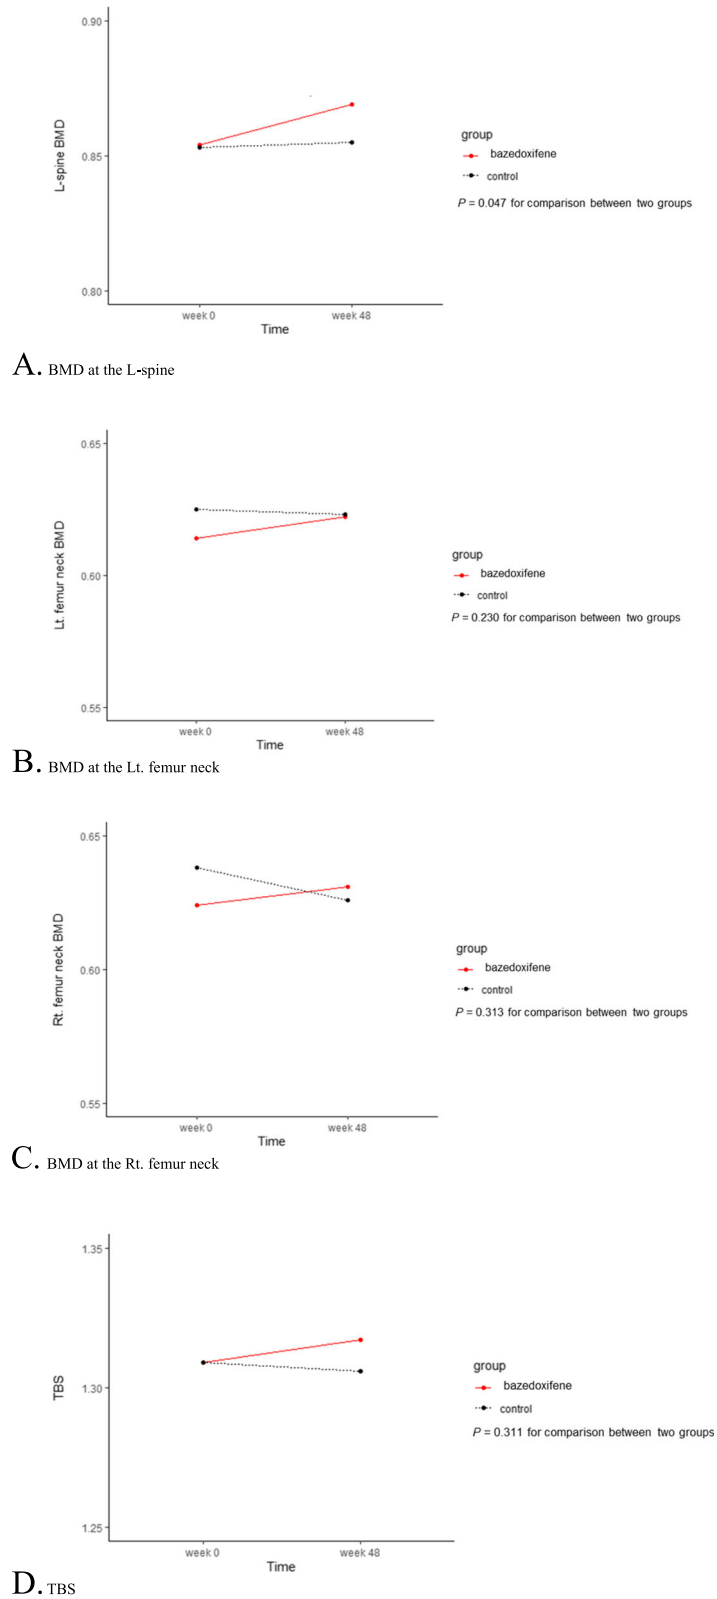 0.90
0.85
0.80
L-spine BMD
week 0 week 48
Time
group
bazedoxifene
control
P = 0.047 for comparison between two groups
A. BMD at the L-spine
0.65
0.60
0.55
Lt. femur neck BMD
week 0 week 48
Time
group
bazedoxifene
control
P = 0.230 for comparison between two groups
B. BMD at the Lt. femur neck
0.65
0.60
0.55
Rt. femur neck BMD
week 0 week 48
Time
group
bazedoxifene
control
P = 0.313 for comparison between two groups
C. BMD at the Rt. femur neck
1.35
1.30
1.25
TBS
week 0 week 48
Time
group
bazedoxifene
control
P = 0.311 for comparison between two groups
D. TBS